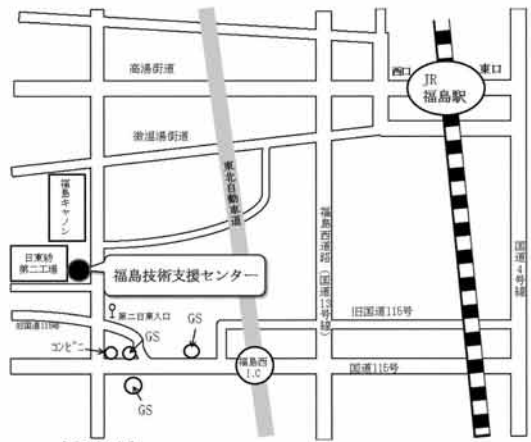 高湯街道
西口
東口
JR
福島駅
微温湯街道
東北自動車道
福島キャノン
日東紡
第二工場
福島技術支援センター
福島西道路（国道13号線）
国道4号線
第二日東入口
旧国道115号
旧国道115号
GS
GS
コンビニ
福島西
I.C
国道115号
GS